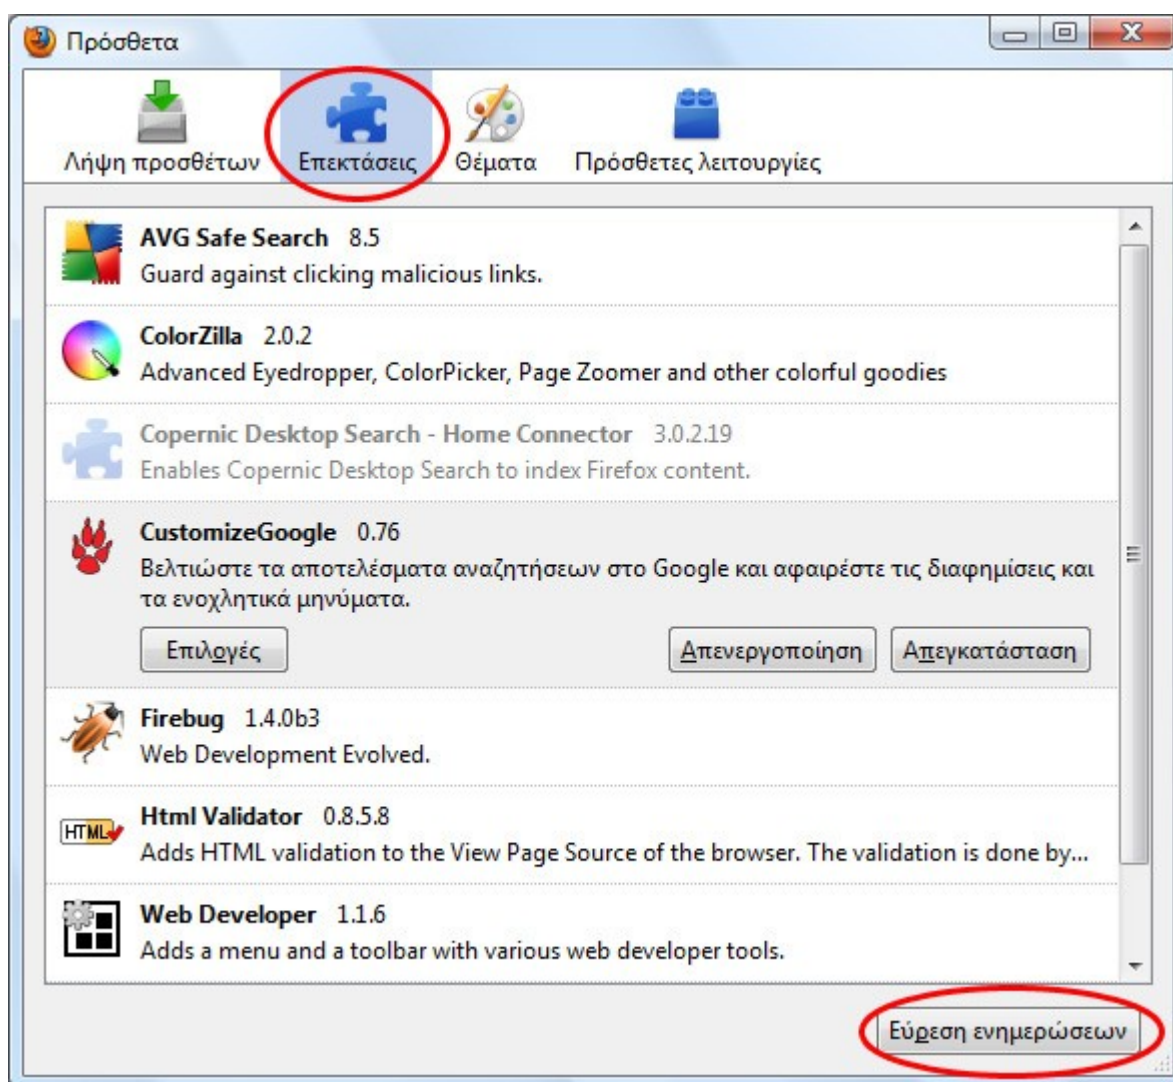 Πρόσθετα
Λήψη προσθέτων Επεκτάσεις Θέματα Πρόσθετες λειτουργίες
AVG Safe Search 8.5
Guard against clicking malicious links.
ColorZilla 2.0.2
Advanced Eyedropper, ColorPicker, Page Zoomer and other colorful goodies
Copernic Desktop Search - Home Connector 3.0.2.19
Enables Copernic Desktop Search to index Firefox content.
CustomizeGoogle 0.76
Βελτιώστε τα αποτελέσματα αναζητήσεων στο Google και αφαιρέστε τις διαφημίσεις και
τα ενοχλητικά μηνύματα.
Επιλογές Απενεργοποίηση Απεγκατάσταση
Firebug 1.4.0b3
Web Development Evolved.
HTML
Html Validator 0.8.5.8
Adds HTML validation to the View Page Source of the browser. The validation is done by...
Web Developer 1.1.6
Adds a menu and a toolbar with various web developer tools.
Εύρεση ενημερώσεων